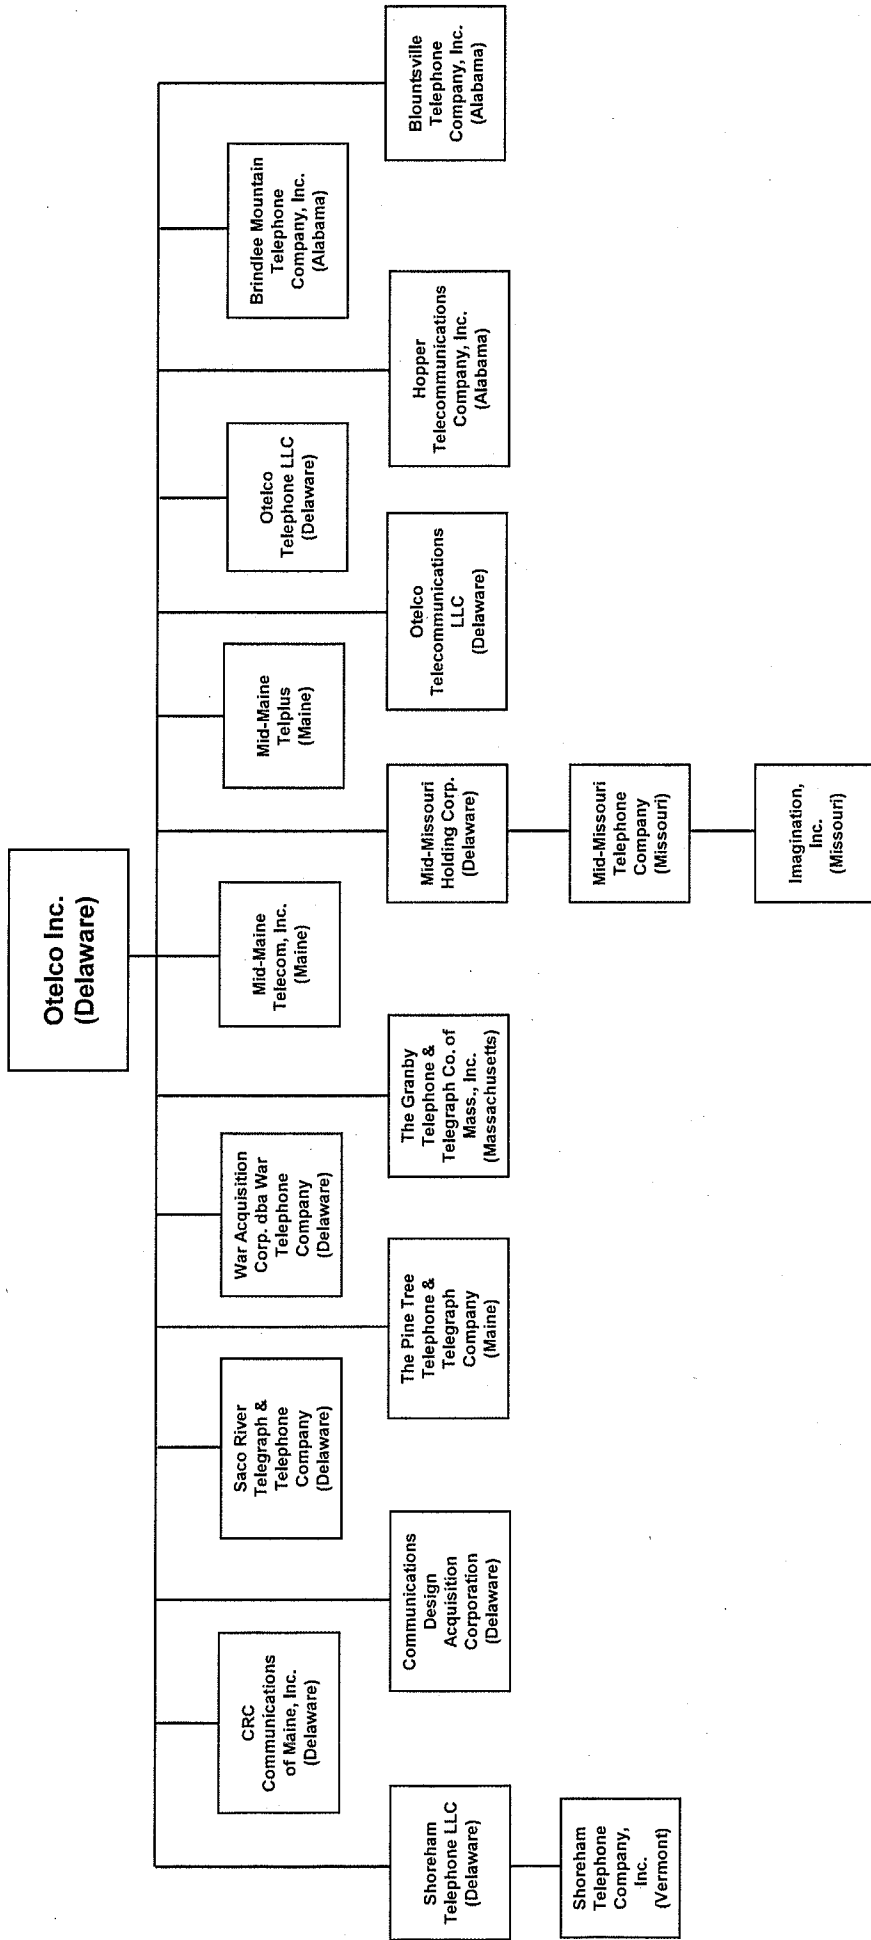 Otelco Inc.
(Delaware)
CRC
Communications
of Maine, Inc.
(Delaware)
Saco River
Telegraph &
Telephone
Company
(Delaware)
War Acquisition
Corp. dba War
Telephone
Company
(Delaware)
Mid-Maine
Telecom, Inc.
(Maine)
Mid-Maine
Telplus
(Maine)
Otelco
Telephone LLC
(Delaware)
Brindlee Mountain
Telephone
Company, Inc.
(Alabama)
Shoreham
Telephone LLC
(Delaware)
Communications
Design
Acquisition
Corporation
(Delaware)
The Pine Tree
Telephone &
Telegraph
Company
(Maine)
The Granby
Telephone &
Telegraph Co. of
Mass., Inc.
(Massachusetts)
Mid-Missouri
Holding Corp.
(Delaware)
Otelco
Telecommunications
LLC
(Delaware)
Hopper
Telecommunications
Company, Inc.
(Alabama)
Blountsville
Telephone
Company, Inc.
(Alabama)
Shoreham
Telephone
Company,
Inc.
(Vermont)
Mid-Missouri
Telephone
Company
(Missouri)
Imagination,
Inc.
(Missouri)